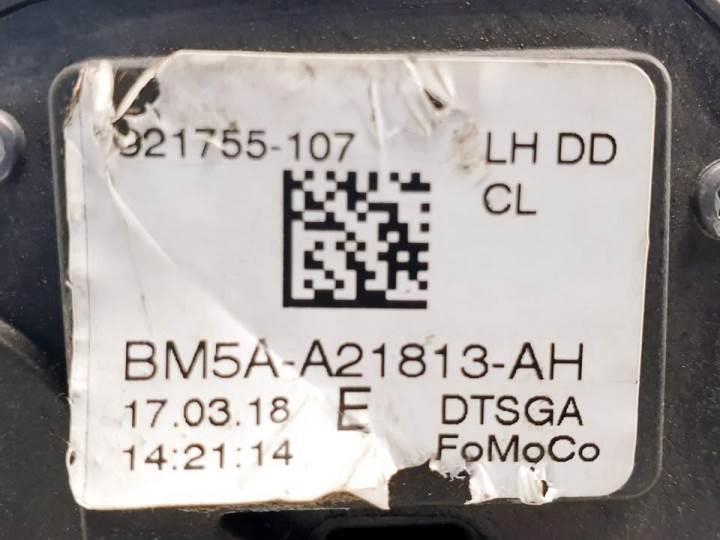 921755-107 LH DD
CL
BM5A-A21813-AH
17.03.18 E DTSGA
14:21:14 FoMoCo